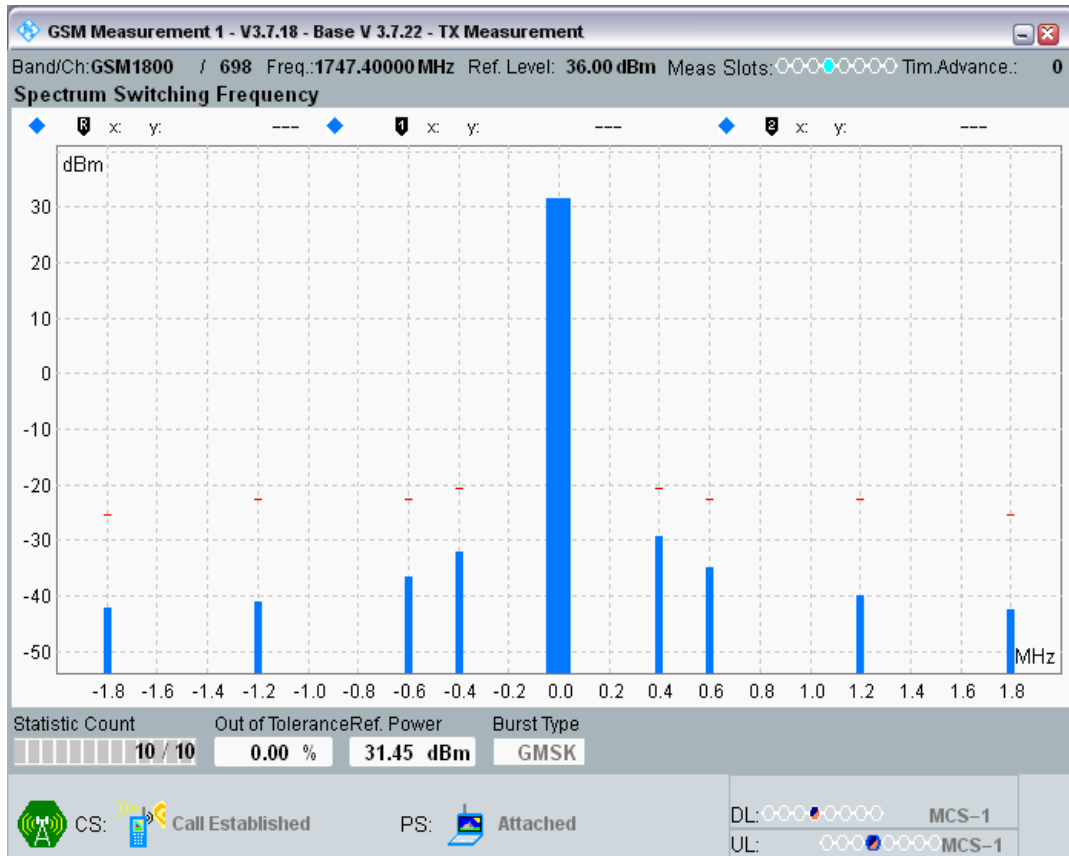 GSM Measurement 1 - V3.7.18 - Base V 3.7.22 - TX Measurement
Band/Ch:GSM1800 / 698 Freq.:1747.40000 MHz Ref. Level: 36.00 dBm Meas Slots: Tim.Advance.: 0
Spectrum Switching Frequency
R x: y: --- 1 x: y: --- 2 x: y: ---
dBm
30
20
10
0
-10
-20
-30
-40
-50
MHz
-1.8 -1.6 -1.4 -1.2 -1.0 -0.8 -0.6 -0.4 -0.2 0.0 0.2 0.4 0.6 0.8 1.0 1.2 1.4 1.6 1.8
Statistic Count Out of Tolerance Ref. Power Burst Type
10 / 10 0.00 % 31.45 dBm GMSK
CS: Call Established PS: Attached
DL: MCS-1
UL: MCS-1